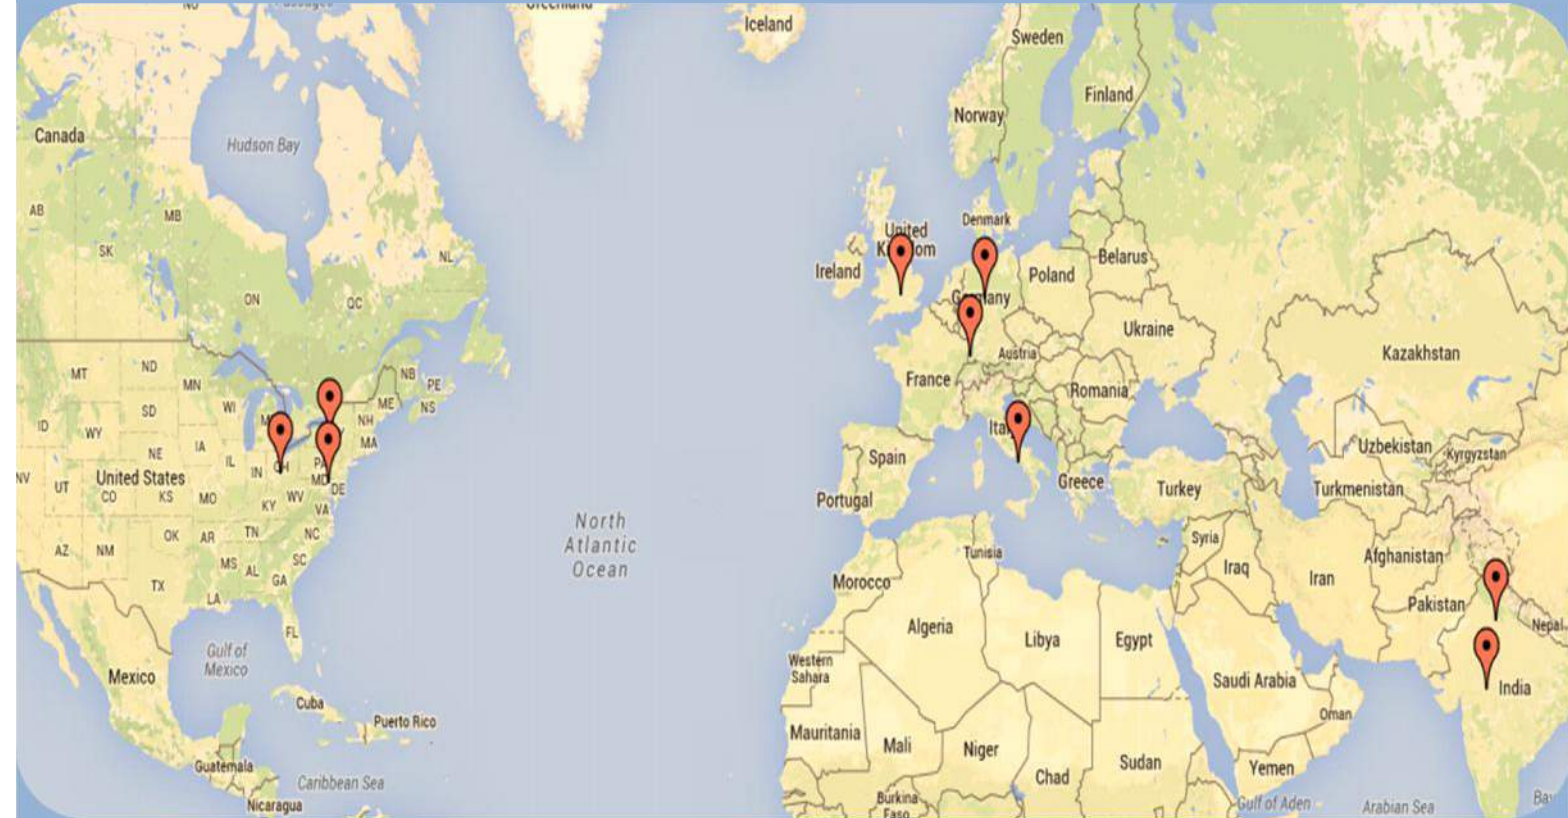 Greenland
Iceland
Sweden
Finland
Norway
Canada
Hudson Bay
AB
MB
SK
NL
ON
QC
Denmark
United
Ireland
Belarus
Poland
Ukraine
Austria
Kazakhstan
France
Romania
MT
ND
MN
NB
PE
ME
NS
SD
WI
NH
ID
WY
MA
NE
IA
IL
IN
United States
UT
CO
KS
MO
KY
WV
VA
MD
DE
OK
AR
TN
NC
AZ
NM
MS
AL
SC
GA
TX
LA
FL
Spain
Portugal
Greece
Turkey
Uzbekistan
Kyrgyzstan
Turkmenistan
North
Atlantic
Ocean
Tunisia
Syria
Iraq
Iran
Afghanistan
Pakistan
Nepal
Morocco
Algeria
Libya
Egypt
Gulf of
Mexico
Mexico
Western
Sahara
Saudi Arabia
India
Oman
Cuba
Puerto Rico
Mauritania
Mali
Niger
Chad
Sudan
Yemen
Guatemala
Caribbean Sea
Nicaragua
Burkina
Faso
Gulf of Aden
Arabian Sea